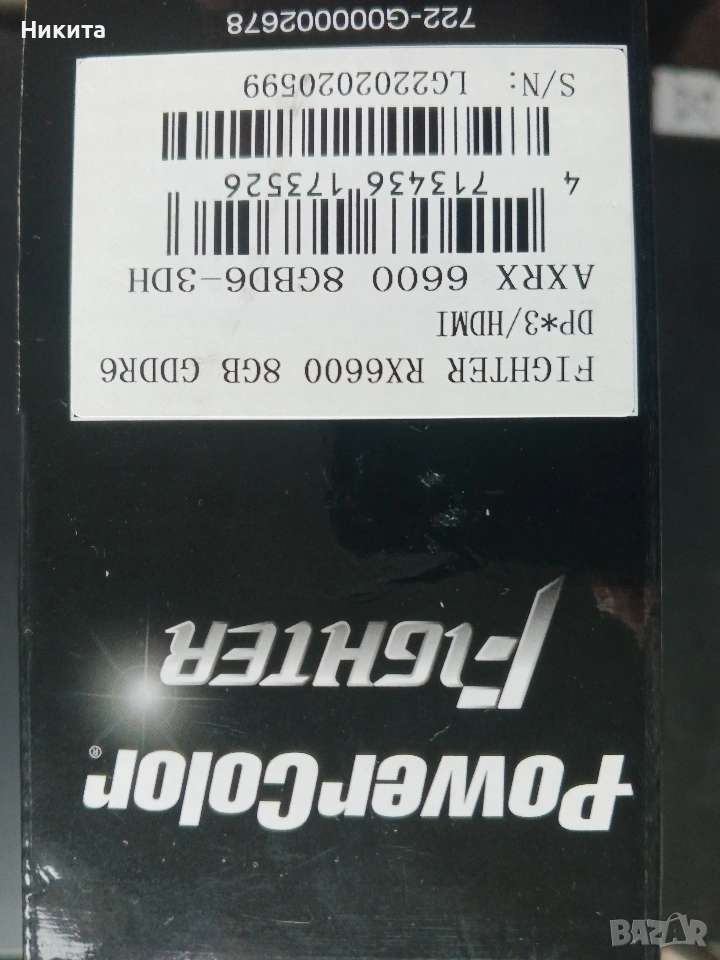 Никита
PowerColor®
FIGHTER
FIGHTER RX6600 8GB GDDR6
DP*3/HDMI
AXRX 6600 8GBD6-3DH
4 713436 173526
S/N: LG2202020599
722-G000002678
BAZAR